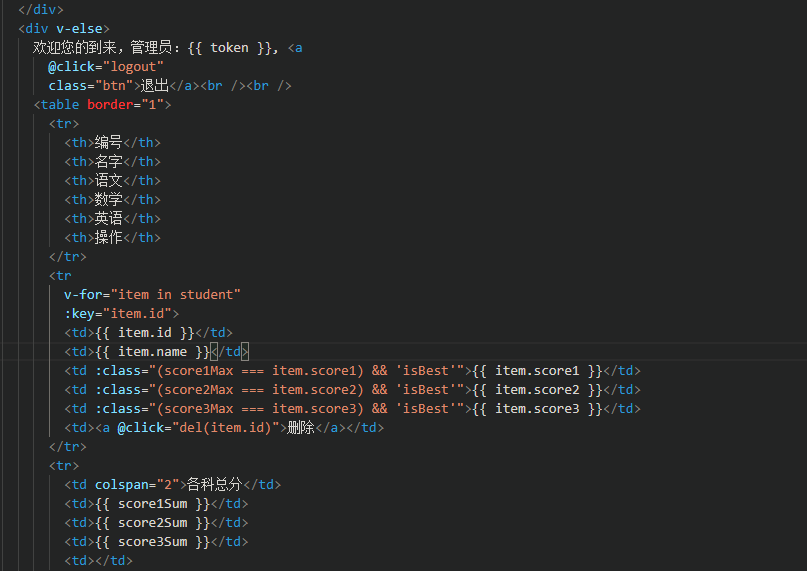 </div>
<div v-else>
欢迎您的到来，管理员：{{ token }}, <a
@click="logout"
class="btn">退出</a><br /><br />
<table border="1">
<tr>
<th>编号</th>
<th>名字</th>
<th>语文</th>
<th>数学</th>
<th>英语</th>
<th>操作</th>
</tr>
<tr
v-for="item in student"
:key="item.id">
<td>{{ item.id }}</td>
<td>{{ item.name }}</td>
<td :class="(score1Max === item.score1) && 'isBest'">{{ item.score1 }}</td>
<td :class="(score2Max === item.score2) && 'isBest'">{{ item.score2 }}</td>
<td :class="(score3Max === item.score3) && 'isBest'">{{ item.score3 }}</td>
<td><a @click="del(item.id)">删除</a></td>
</tr>
<tr>
<td colspan="2">各科总分</td>
<td>{{ score1Sum }}</td>
<td>{{ score2Sum }}</td>
<td>{{ score3Sum }}</td>
<td></td>